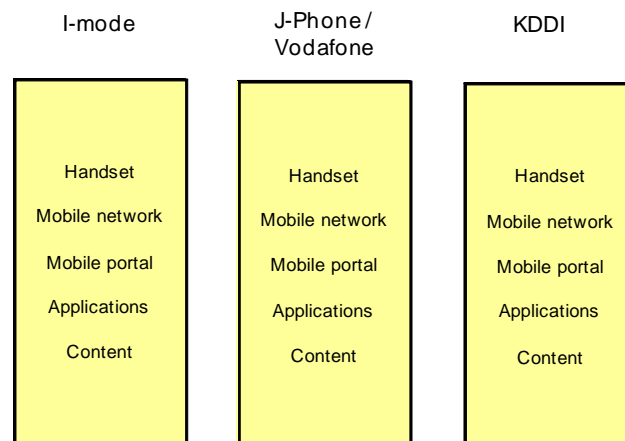 I-mode
J-Phone/
Vodafone
KDDI
Handset
Mobile network
Mobile portal
Applications
Content
Handset
Mobile network
Mobile portal
Applications
Content
Handset
Mobile network
Mobile portal
Applications
Content